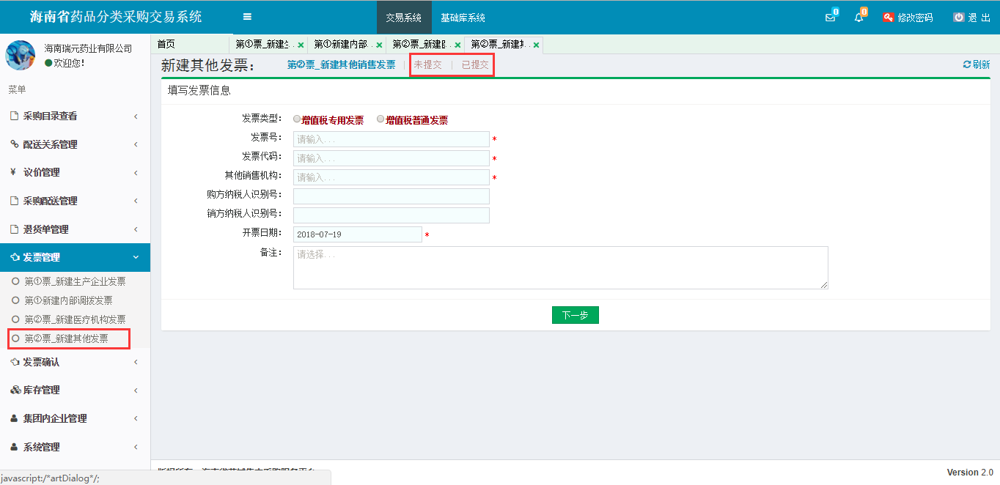 海南省药品分类采购交易系统 交易系统 基础库系统 0 0 修改密码 退 出
海南瑞元药业有限公司
欢迎您!
菜单
采购目录查看
配送关系管理
议价管理
采购配送管理
退货单管理
发票管理
第①票_新建生产企业发票
第①新建内部调拨发票
第②票_新建医疗机构发票
第②票_新建其他发票
发票确认
库存管理
集团内企业管理
系统管理
首页 第①票_新建 第①新建内部 第②票_新建 第②票_新建
新建其他发票: 第②票_新建其他销售发票 未提交 已提交 刷新
填写发票信息
发票类型: 增值税专用发票 增值税普通发票
发票号: 请输入... *
发票代码: 请输入... *
其他销售机构: 请输入... *
购方纳税人识别号:
销方纳税人识别号:
开票日期: 2018-07-19 *
备注: 请选择...
下一步
Version 2.0
javascript:/*artDialog*/;